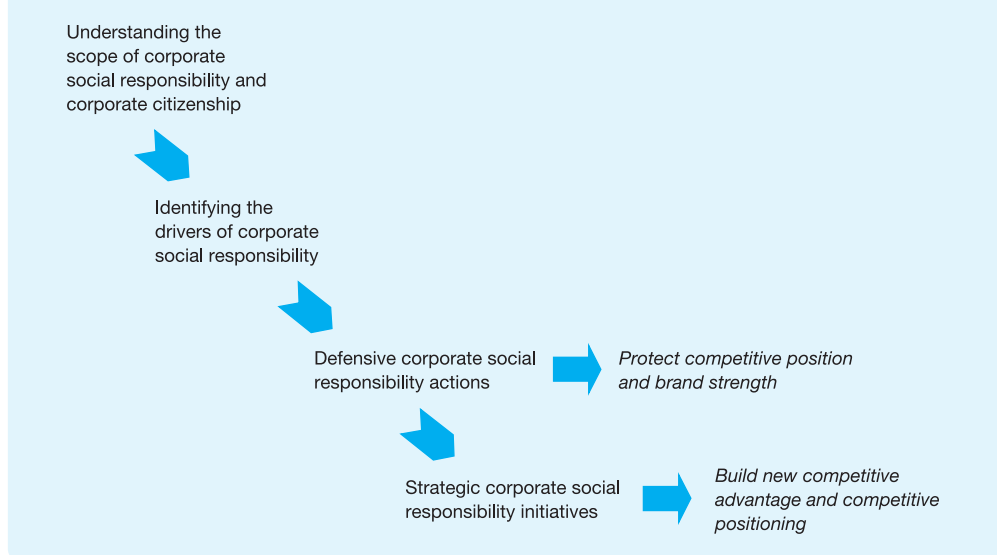 Understanding the
scope of corporate
social responsibility and
corporate citizenship
Identifying the
drivers of corporate
social responsibility
Defensive corporate social
responsibility actions
Protect competitive position
and brand strength
Strategic corporate social
responsibility initiatives
Build new competitive
advantage and competitive
positioning